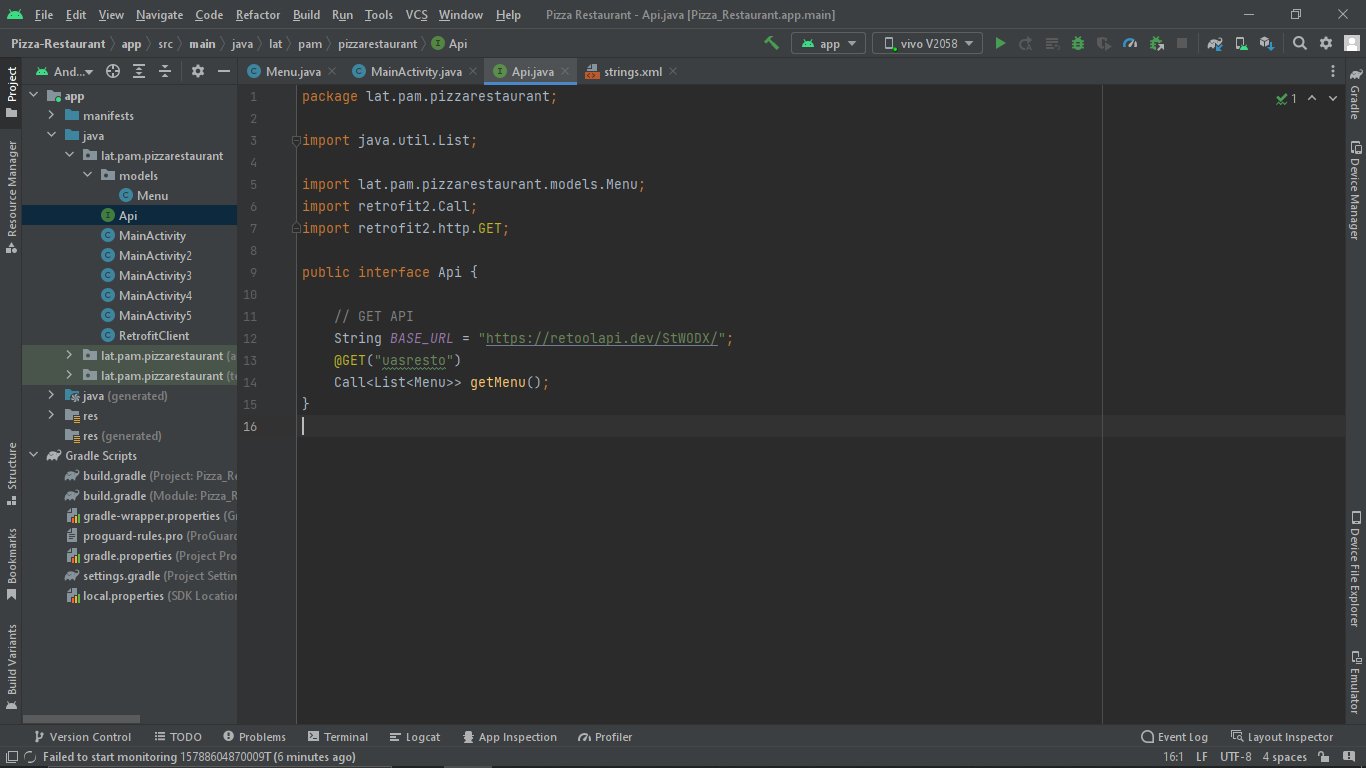 File Edit View Navigate Code Refactor Build Run Tools VCS Window Help Pizza Restaurant - Api.java [Pizza_Restaurant.app.main]
Pizza-Restaurant app src main java lat pam pizzarestaurant Api app vivo V2058
And... Menu.java MainActivity.java Api.java strings.xml
Project
Resource Manager
Structure
Bookmarks
Build Variants
app
manifests
java
lat.pam.pizzarestaurant
models
Menu
Api
MainActivity
MainActivity2
MainActivity3
MainActivity4
MainActivity5
RetrofitClient
lat.pam.pizzarestaurant (a
lat.pam.pizzarestaurant (te
java (generated)
res
res (generated)
Gradle Scripts
build.gradle (Project: Pizza_Re
build.gradle (Module: Pizza_R
gradle-wrapper.properties (Gr
proguard-rules.pro (ProGuard
gradle.properties (Project Pro
settings.gradle (Project Settin
local.properties (SDK Location
1 package lat.pam.pizzarestaurant;
2
3 import java.util.List;
4
5 import lat.pam.pizzarestaurant.models.Menu;
6 import retrofit2.Call;
7 import retrofit2.http.GET;
8
9 public interface Api {
10
11 // GET API
12 String BASE_URL = "https://retoolapi.dev/StWODX/";
13 @GET("uasresto")
14 Call<List<Menu>> getMenu();
15 }
16
1
Gradle
Device Manager
Device File Explorer
Emulator
Version Control TODO Problems Terminal Logcat App Inspection Profiler Event Log Layout Inspector
Failed to start monitoring 15788604870009T (6 minutes ago) 16:1 LF UTF-8 4 spaces